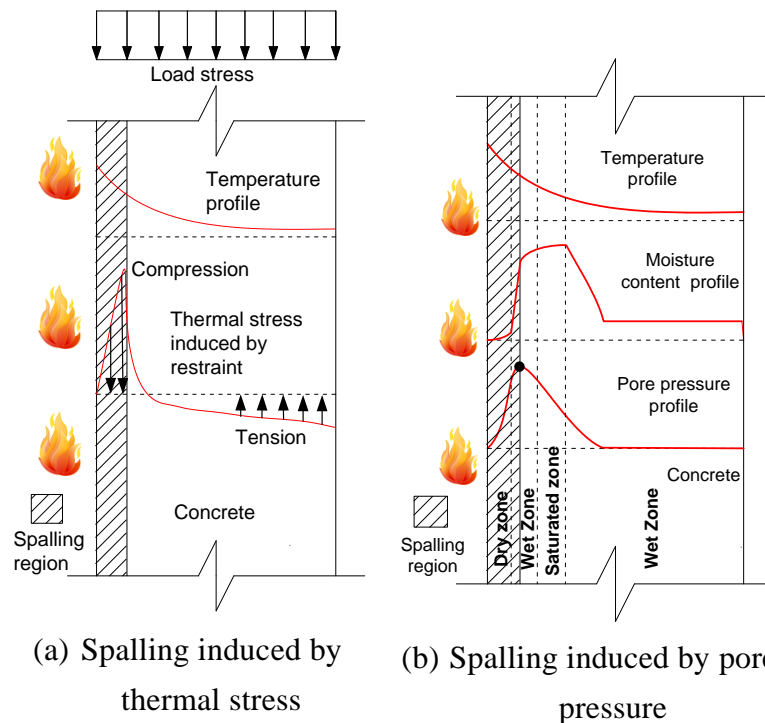 Load stress
Temperature
profile
Compression
Thermal stress
induced by
restraint
Tension
Concrete
Spalling
region
(a) Spalling induced by
thermal stress
Temperature
profile
Moisture
content profile
Pore pressure
profile
Concrete
Dry zone
Wet Zone
Saturated zone
Wet Zone
Spalling
region
(b) Spalling induced by pore
pressure